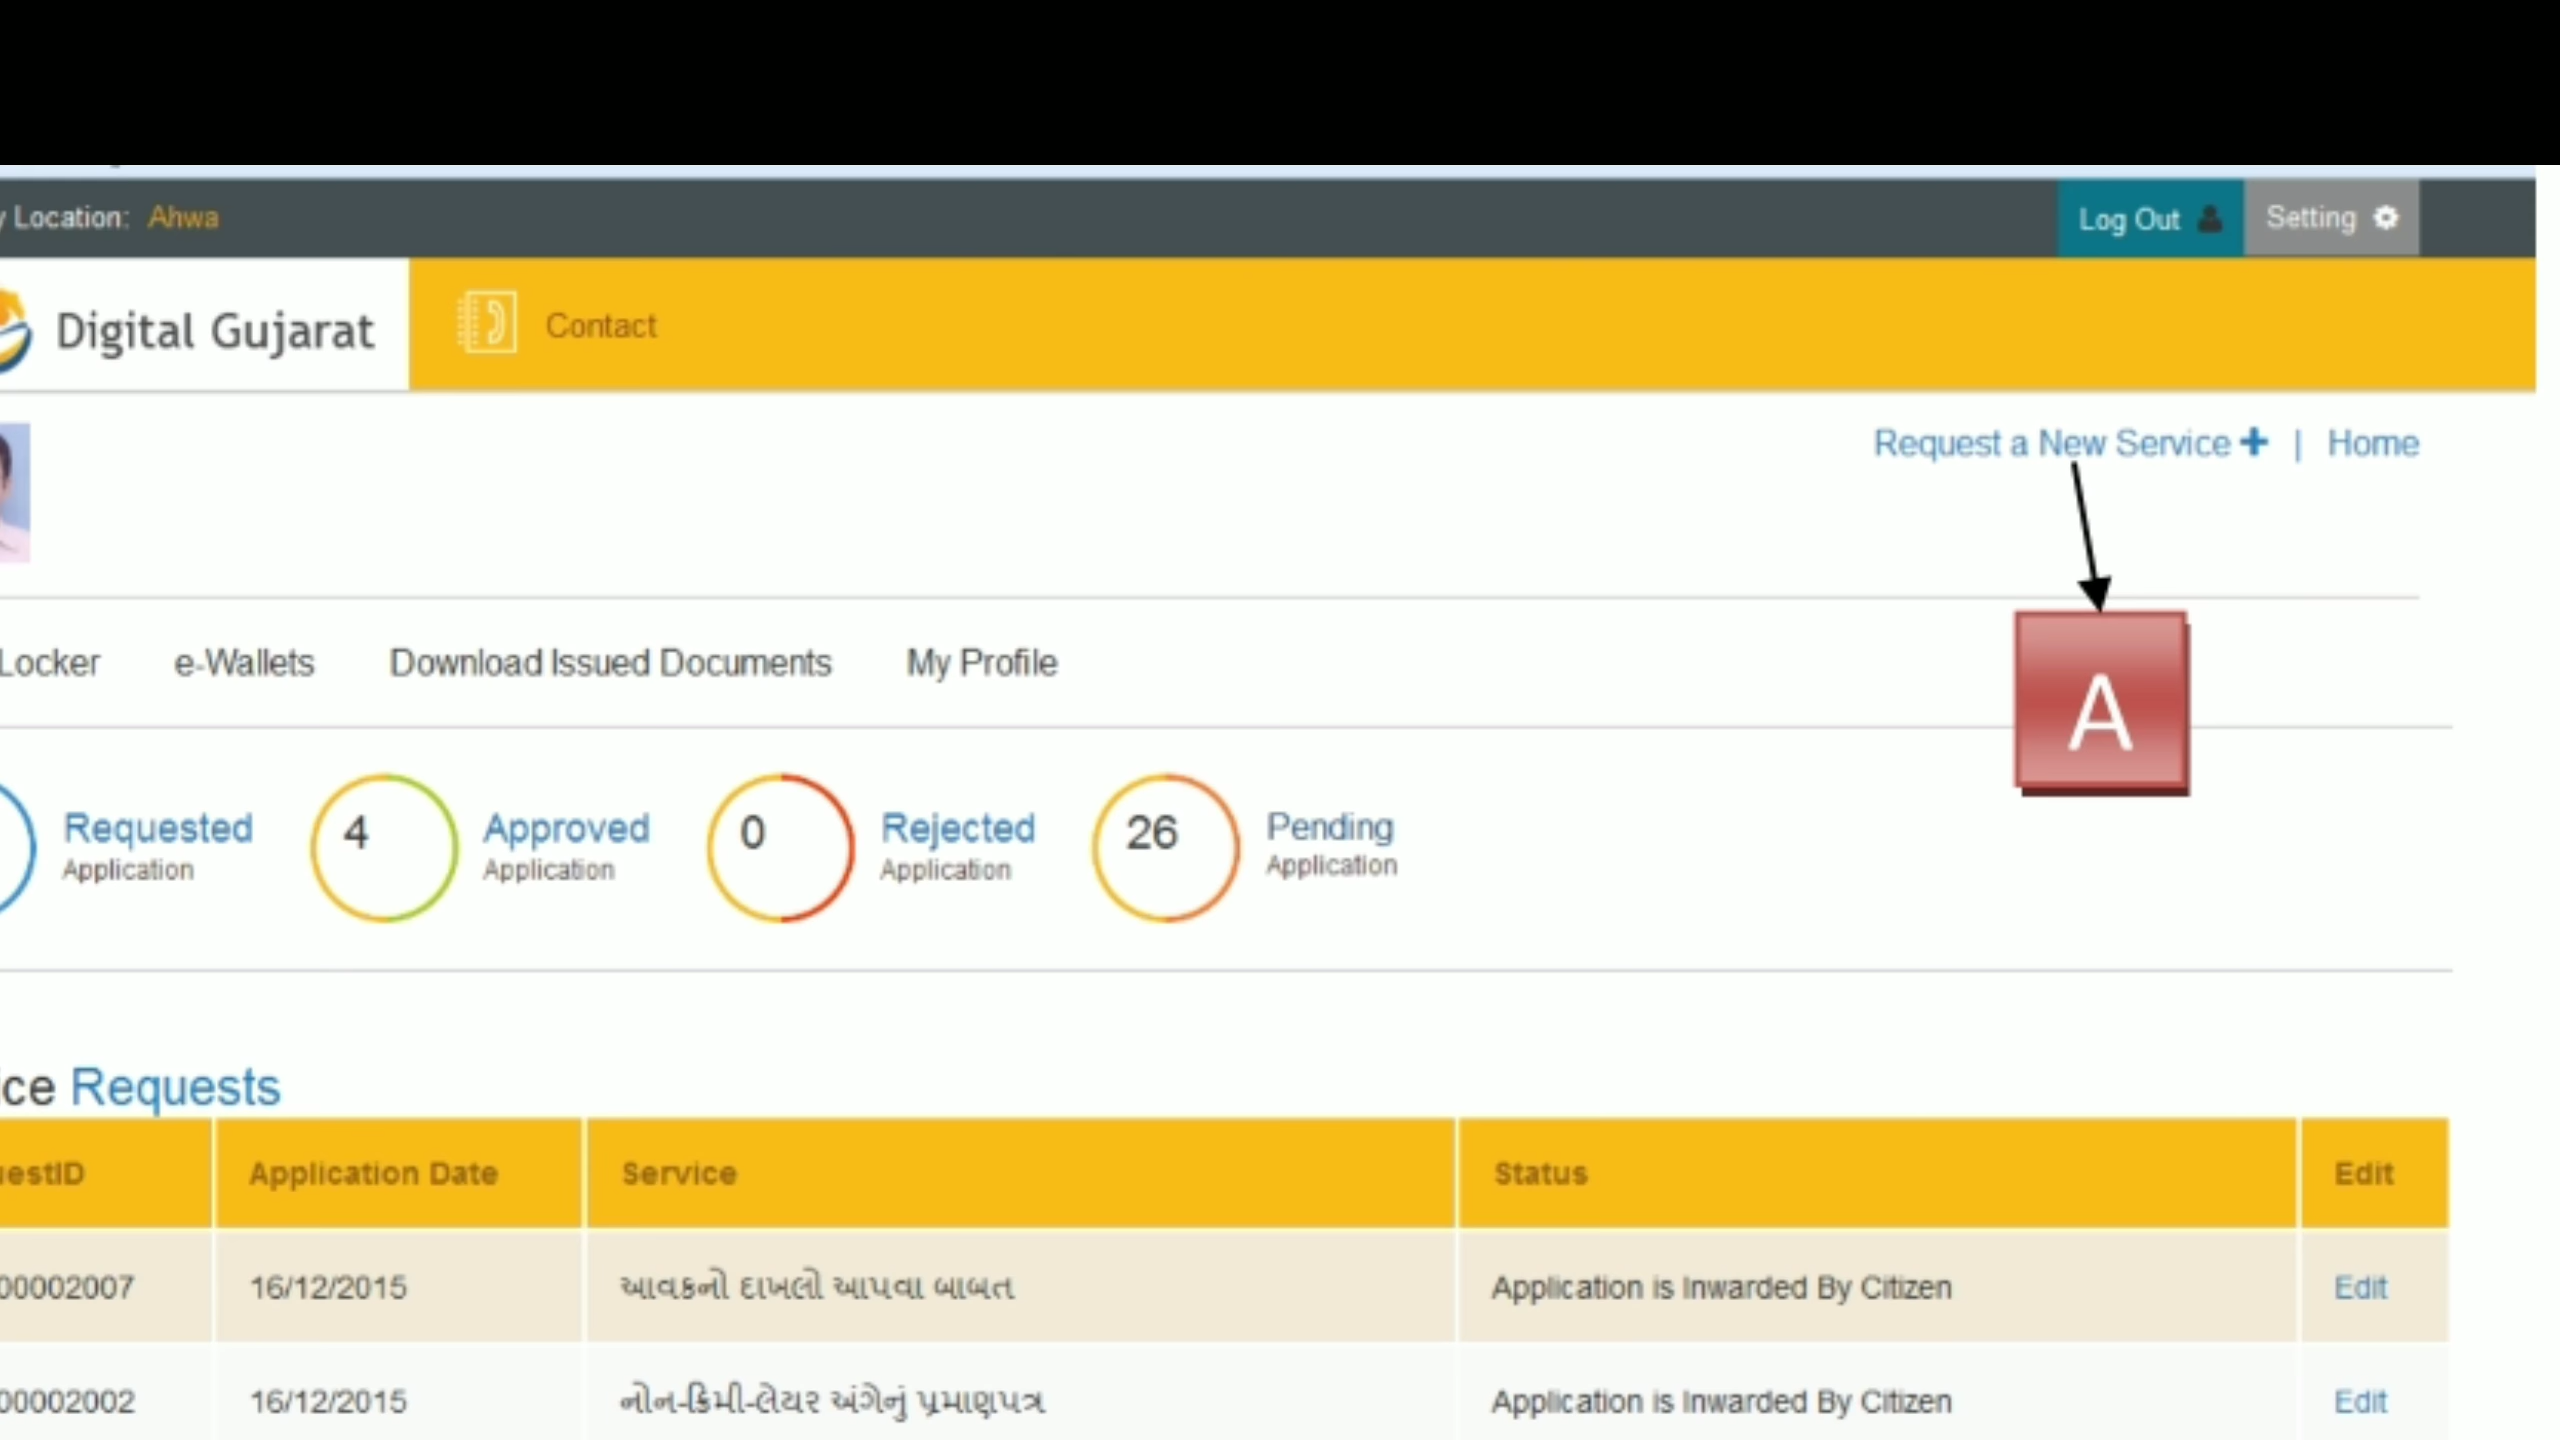 Location: Ahwa
Log Out
Setting
Digital Gujarat
Contact
Request a New Service + | Home
A
Locker e-Wallets Download Issued Documents My Profile
Requested
Application
4
Approved
Application
0
Rejected
Application
26
Pending
Application
Requests
Application Date Service Status Edit
00002007 16/12/2015 આવકનો દાખલો આપવા બાબત Application is Inwarded By Citizen Edit
00002002 16/12/2015 નોન-ક્રિમી-લેયર અંગેનું પ્રમાણપત્ર Application is Inwarded By Citizen Edit